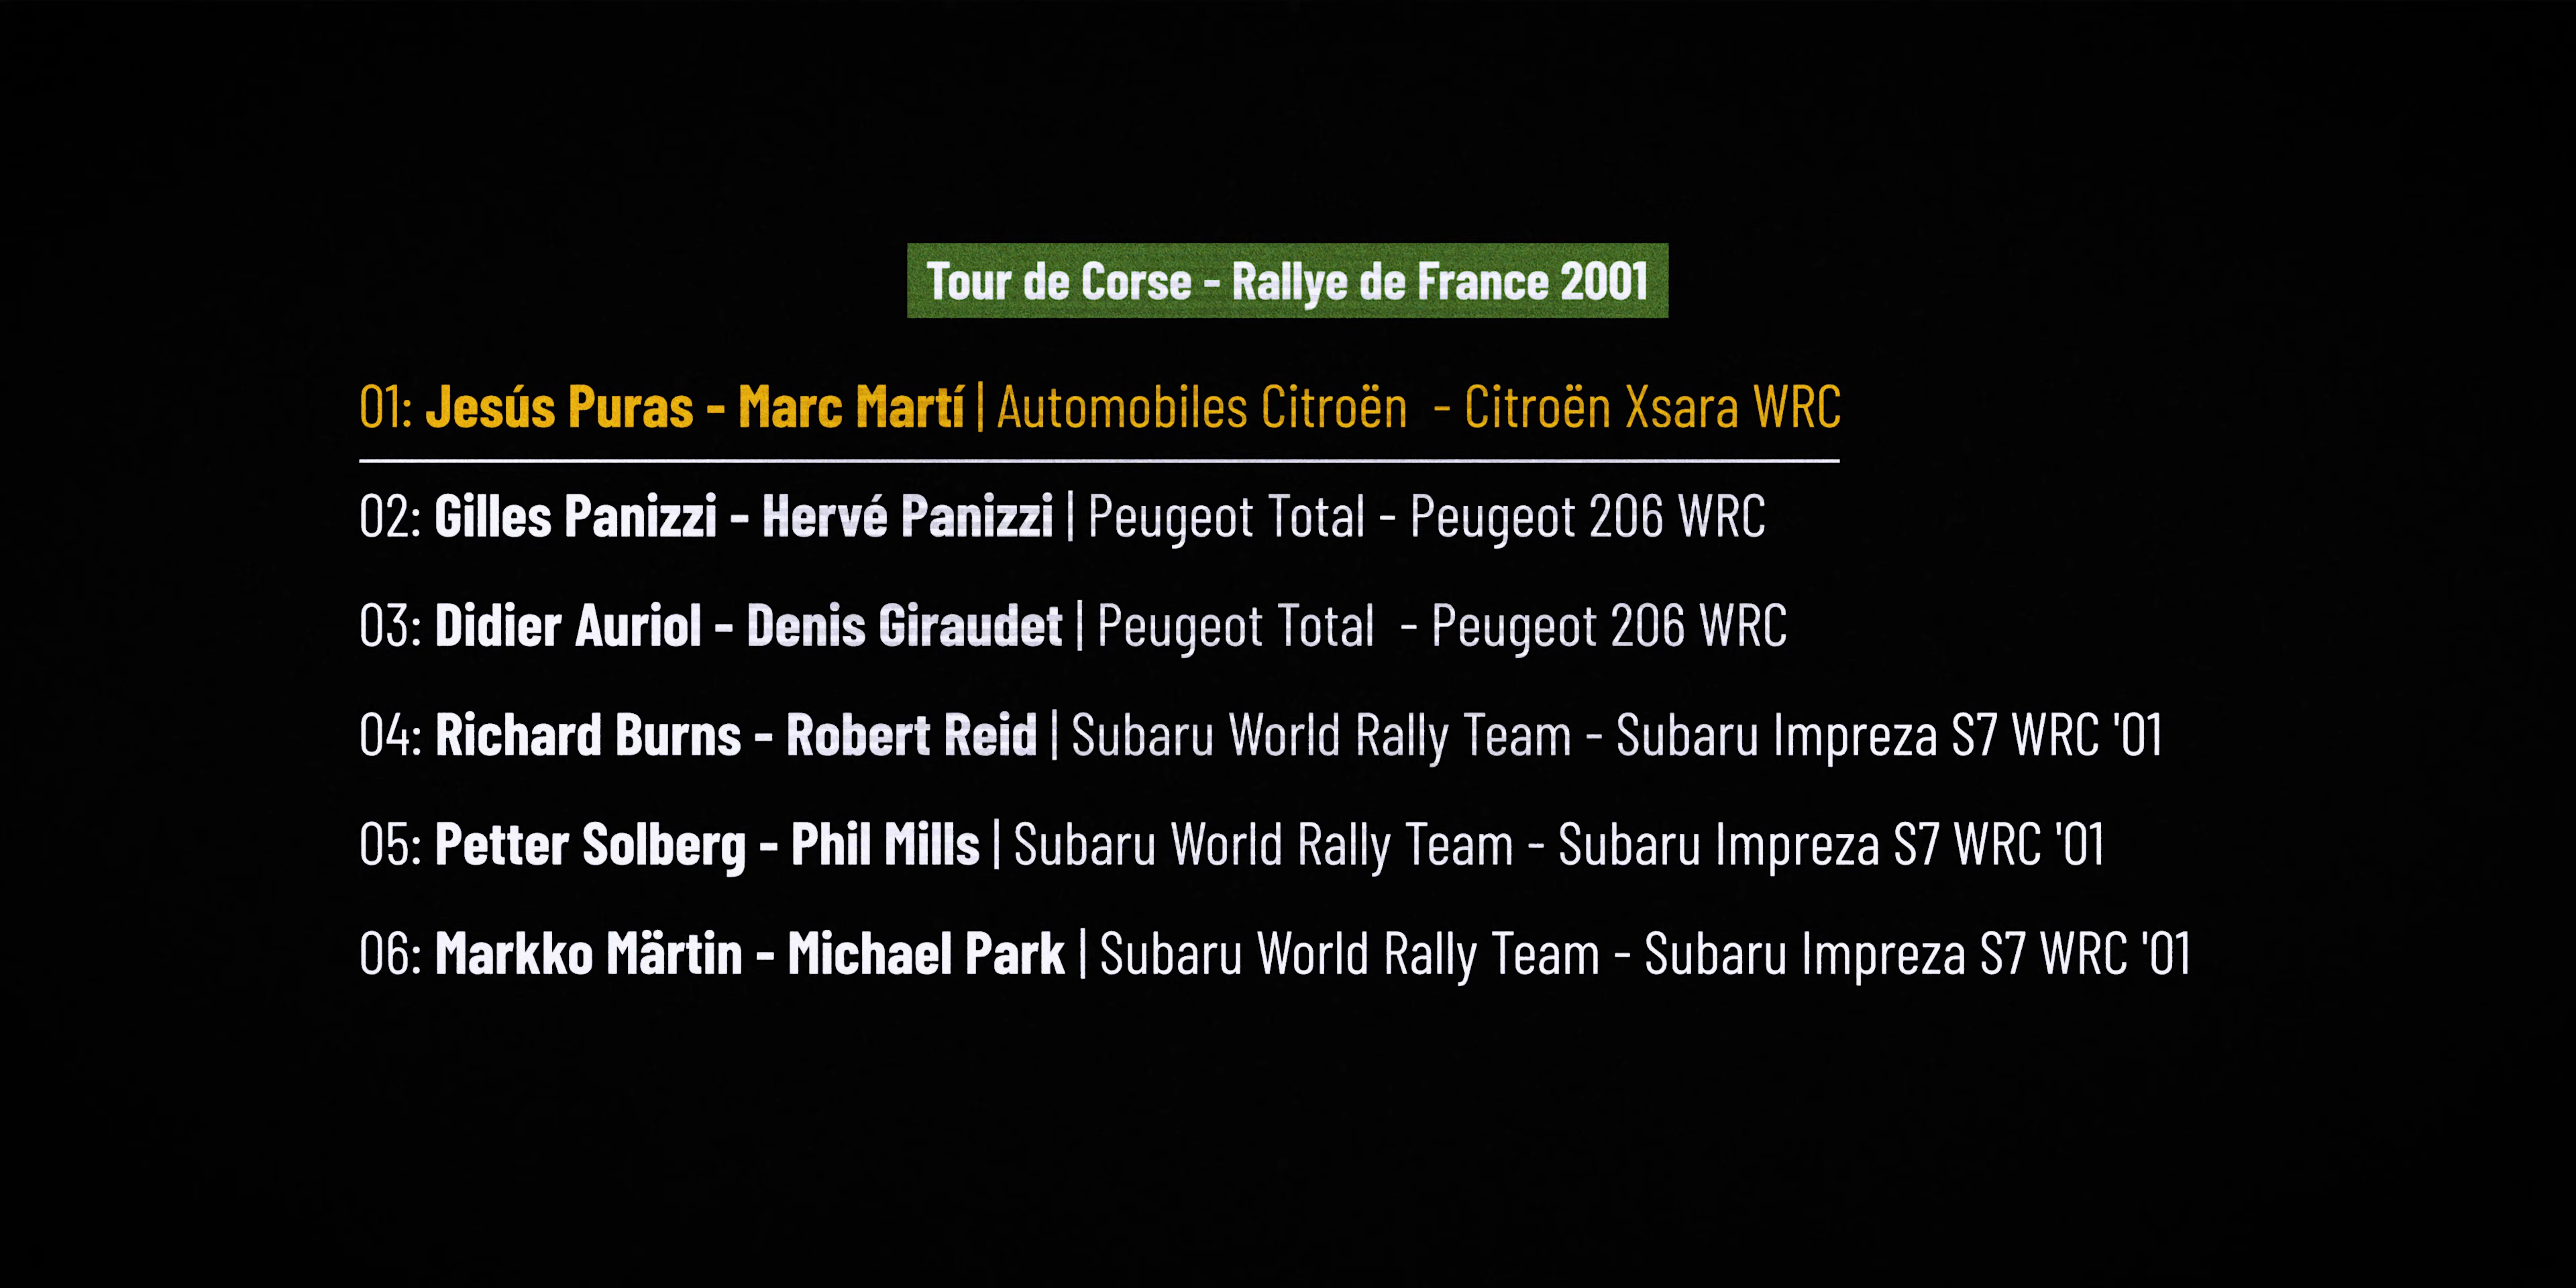 Tour de Corse - Rallye de France 2001
01: Jesús Puras - Marc Martí | Automobiles Citroën - Citroën Xsara WRC
02: Gilles Panizzi - Hervé Panizzi | Peugeot Total - Peugeot 206 WRC
03: Didier Auriol - Denis Giraudet | Peugeot Total - Peugeot 206 WRC
04: Richard Burns - Robert Reid | Subaru World Rally Team - Subaru Impreza S7 WRC '01
05: Petter Solberg - Phil Mills | Subaru World Rally Team - Subaru Impreza S7 WRC '01
06: Markko Märtin - Michael Park | Subaru World Rally Team - Subaru Impreza S7 WRC '01